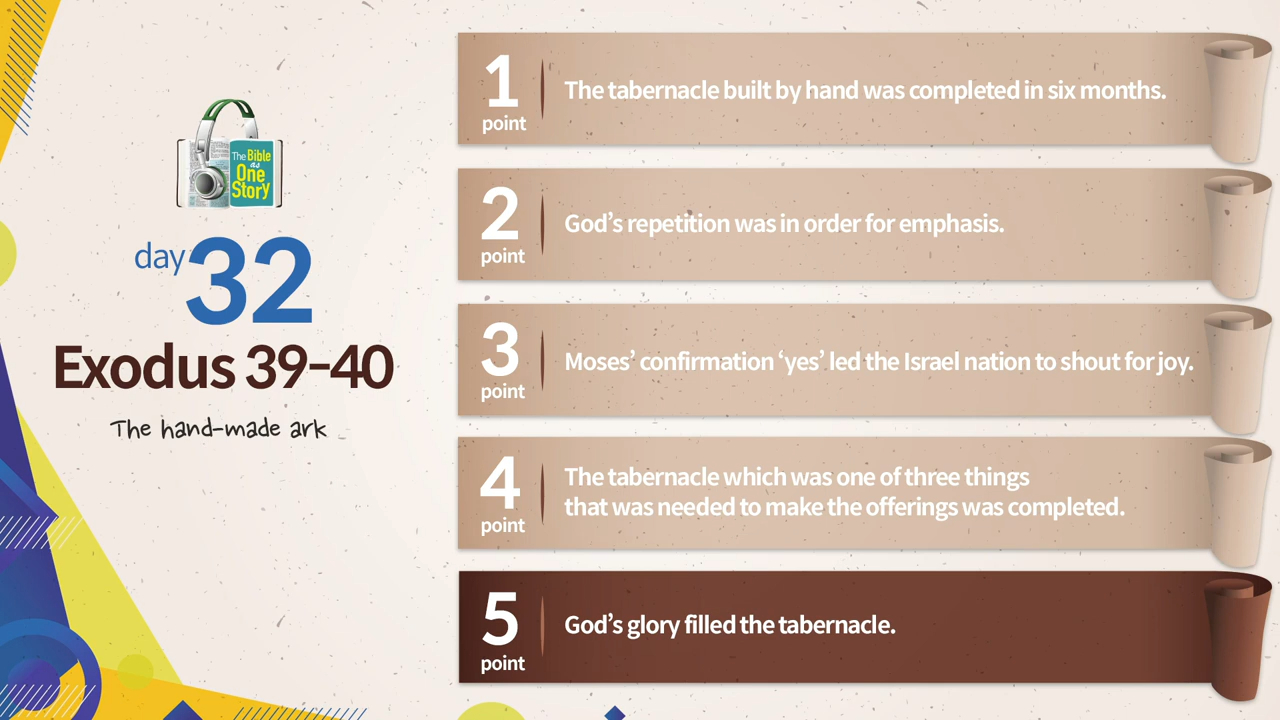 The Bible
as
One
Story
day 32
Exodus 39-40
The hand-made ark
1
point
The tabernacle built by hand was completed in six months.
2
point
God’s repetition was in order for emphasis.
3
point
Moses’ confirmation ‘yes’ led the Israel nation to shout for joy.
4
point
The tabernacle which was one of three things
that was needed to make the offerings was completed.
5
point
God’s glory filled the tabernacle.